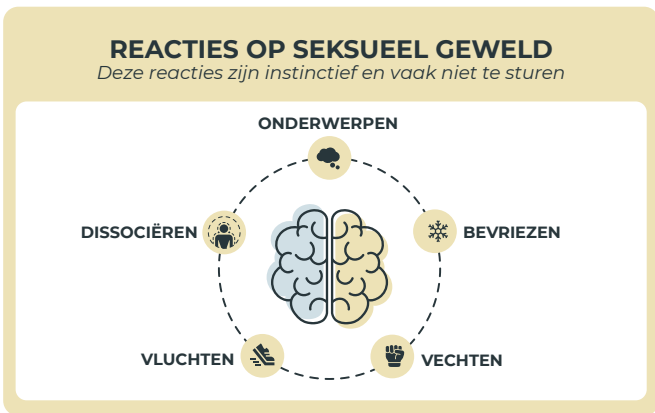 REACTIES OP SEKSUEEL GEWELD
Deze reacties zijn instinctief en vaak niet te sturen
ONDERWERPEN
DISSOCIËREN
BEVRIEZEN
VLUCHTEN
VECHTEN